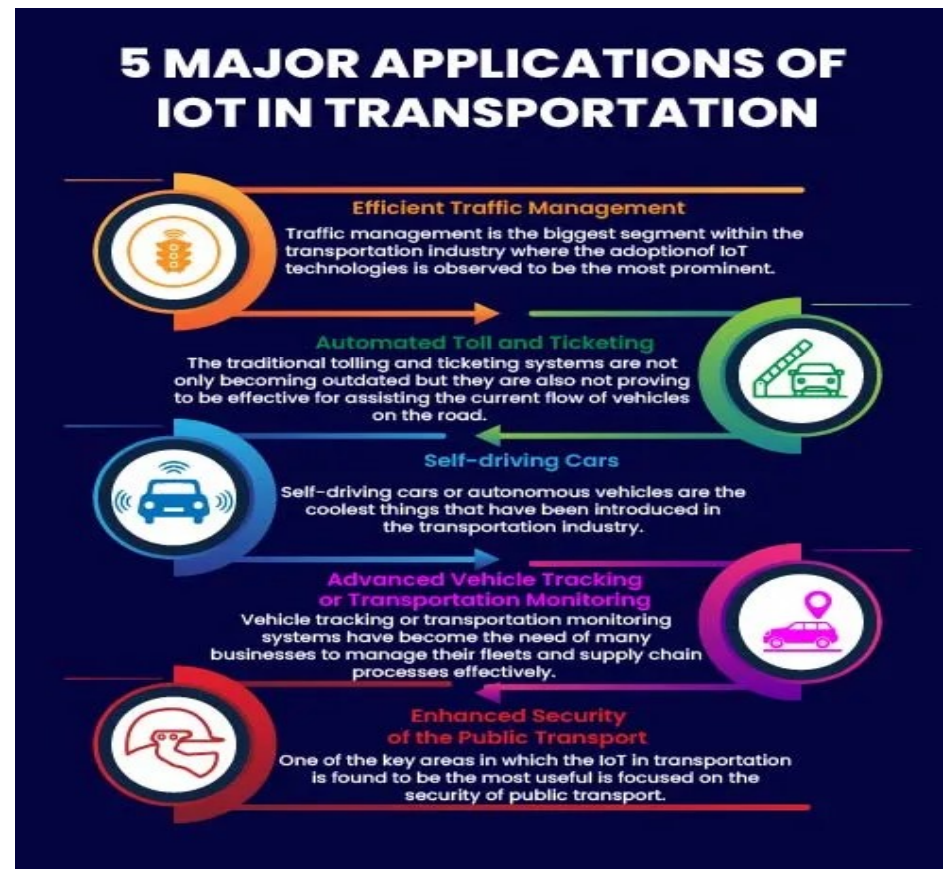 5 MAJOR APPLICATIONS OF
IOT IN TRANSPORTATION
Efficient Traffic Management
Traffic management is the biggest segment within the
transportation industry where the adoptionof IoT
technologies is observed to be the most prominent.
Automated Toll and Ticketing
The traditional tolling and ticketing systems are not
only becoming outdated but they are also not proving
to be effective for assisting the current flow of vehicles
on the road.
Self-driving Cars
Self-driving cars or autonomous vehicles are the
coolest things that have been introduced in
the transportation industry.
Advanced Vehicle Tracking
or Transportation Monitoring
Vehicle tracking or transportation monitoring
systems have become the need of many
businesses to manage their fleets and supply chain
processes effectively.
Enhanced Security
of the Public Transport
One of the key areas in which the IoT in transportation
is found to be the most useful is focused on the
security of public transport.